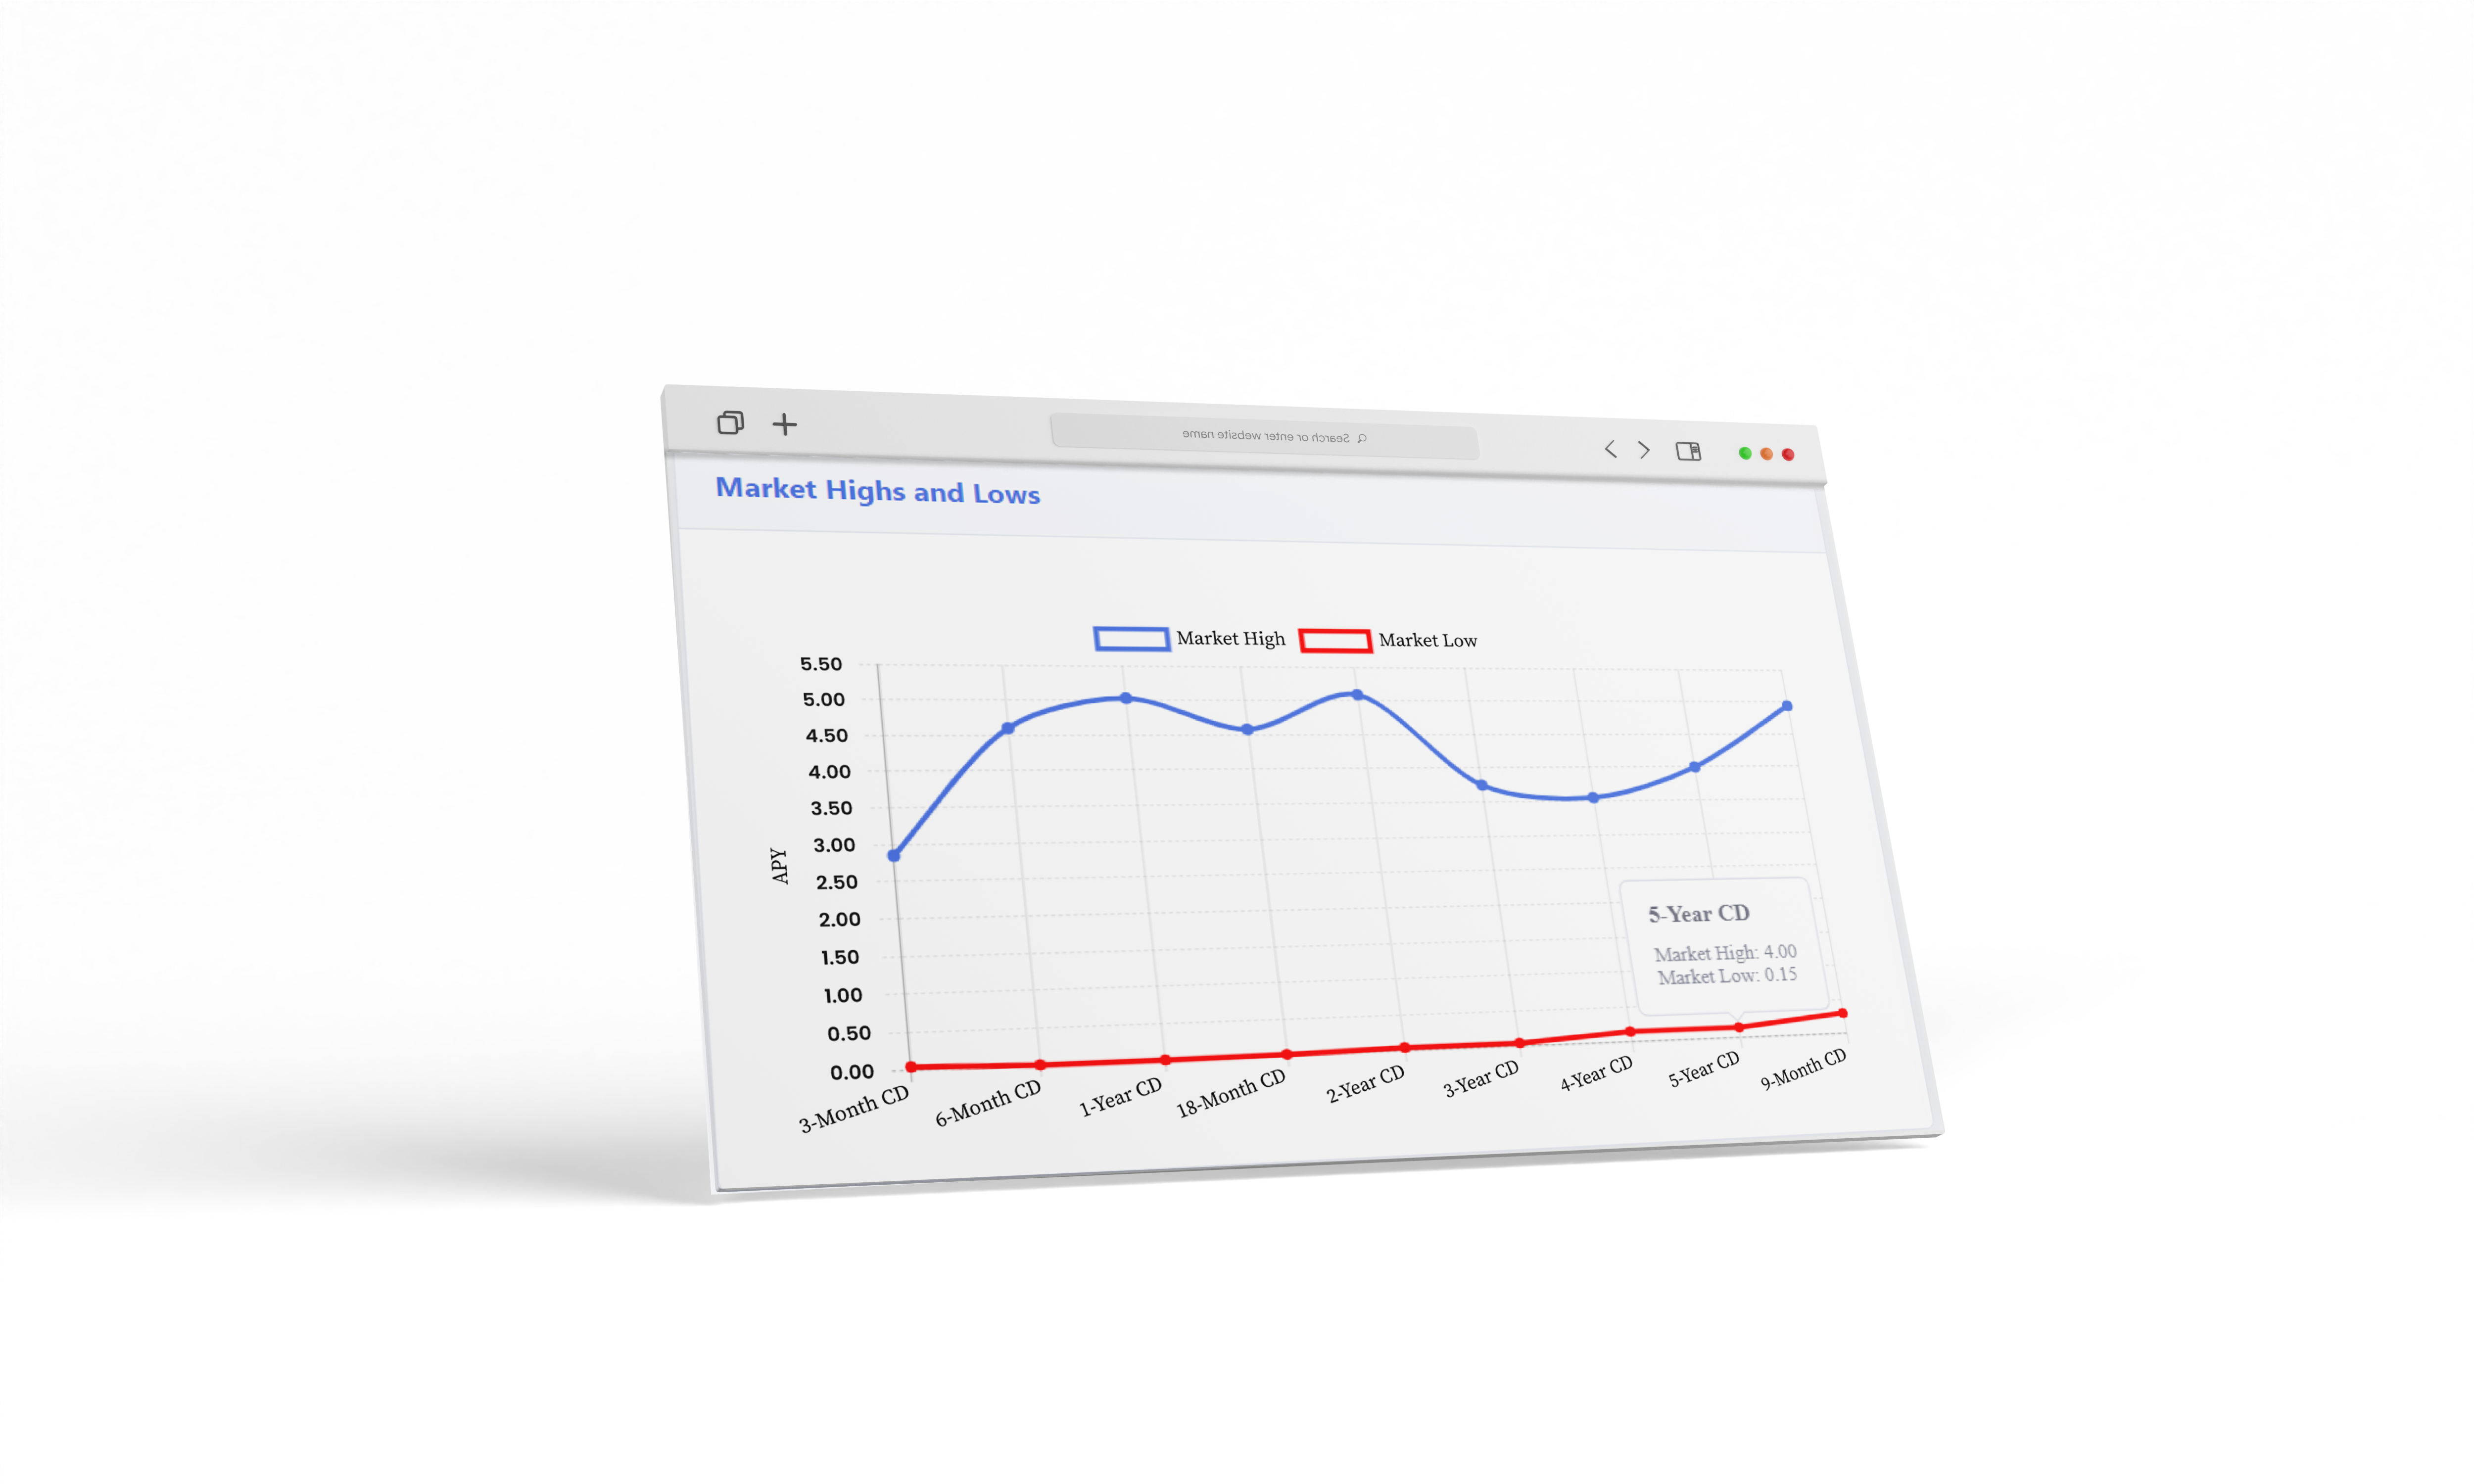 Search or enter website name
Market Highs and Lows
Market High
Market Low
5.50
5.00
4.50
4.00
3.50
3.00
2.50
2.00
1.50
1.00
0.50
0.00
APY
5-Year CD
Market High: 4.00
Market Low: 0.15
3-Month CD
6-Month CD
1-Year CD
18-Month CD
2-Year CD
3-Year CD
4-Year CD
5-Year CD
9-Month CD